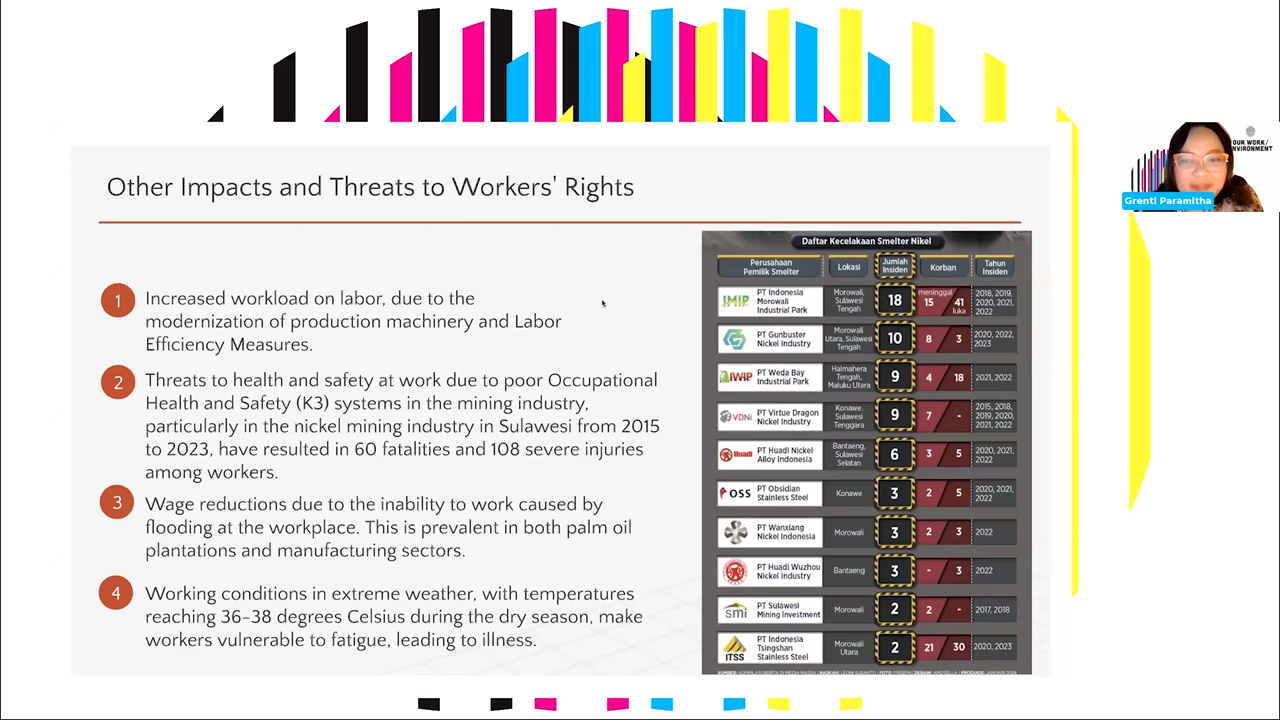 OUR WORK/
Grenti Paramitha
Other Impacts and Threats to Workers' Rights
1
Increased workload on labor, due to the
modernization of production machinery and Labor
Efficiency Measures.
2
Threats to health and safety at work due to poor Occupational
Health and Safety (K3) systems in the mining industry,
particularly in the nickel mining industry in Sulawesi from 2015
to 2023, have resulted in 60 fatalities and 108 severe injuries
among workers.
3
Wage reductions due to the inability to work caused by
flooding at the workplace. This is prevalent in both palm oil
plantations and manufacturing sectors.
4
Working conditions in extreme weather, with temperatures
reaching 36-38 degrees Celsius during the dry season, make
workers vulnerable to fatigue, leading to illness.
Daftar Kecelakaan Smelter Nikel
Perusahaan
Pemilik Smelter
Lokasi
Jumlah
Insiden
Korban
Tahun
Insiden
IMIP
PT Indonesia
Morowali
Industrial Park
Morowali,
Sulawesi
Tengah
18
meninggal
15
41
luka
2018, 2019,
2020, 2021,
2022
PT Gunbuster
Nickel Industry
Morowali
Utara, Sulawesi
Tengah
10
8
3
2020, 2022,
2023
IWIP
PT Weda Bay
Industrial Park
Halmahera
Tengah,
Maluku Utara
9
4
18
2021, 2022
VDNi
PT Virtue Dragon
Nickel Industry
Konawe,
Sulawesi
Tenggara
9
7
-
2015, 2018,
2019, 2020,
2021, 2022
Huadi
PT Huadi Nickel
Alloy Indonesia
Bantaeng,
Sulawesi
Selatan
6
3
5
2020, 2021,
2022
OSS
PT Obsidian
Stainless Steel
Konawe
3
2
5
2020, 2021,
2022
PT Wanxiang
Nickel Indonesia
Morowali
3
2
3
2022
PT Huadi Wuzhou
Nickel Industry
Bantaeng
3
-
3
2022
smi
PT Sulawesi
Mining Investment
Morowali
2
2
-
2017, 2018
ITSS
PT Indonesia
Tsingshan
Stainless Steel
Morowali
Utara
2
21
30
2020, 2023